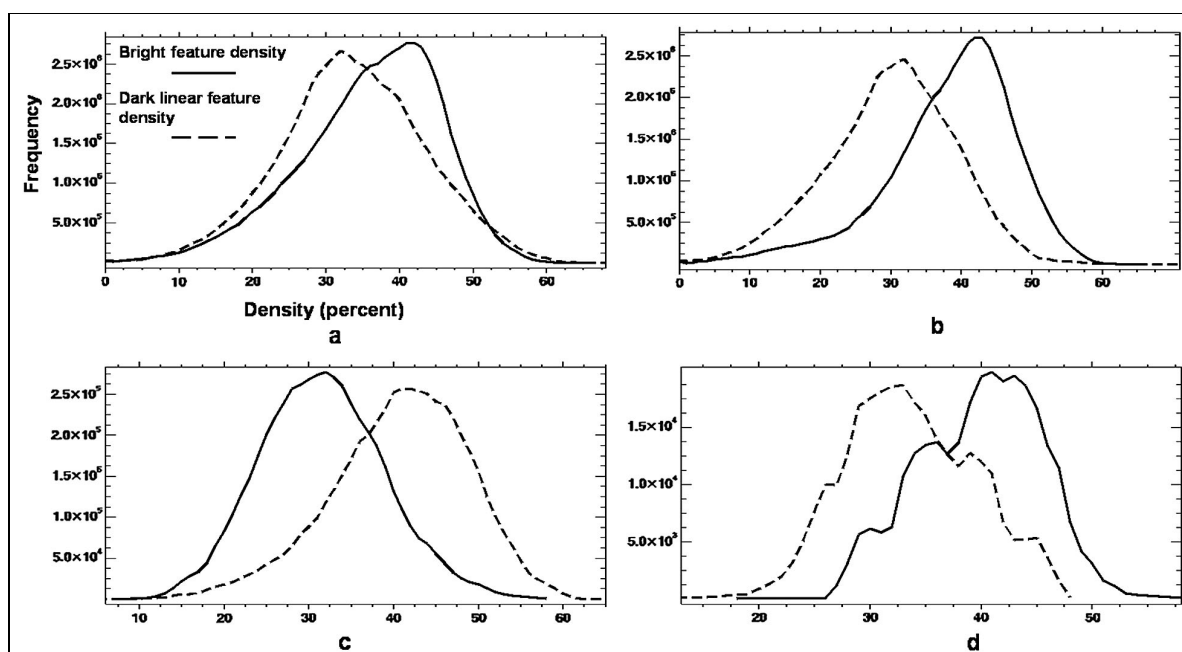 Bright feature density
Dark linear feature
density
Frequency
2.5×10⁶
2.0×10⁶
1.5×10⁵
1.0×10⁵
5.0×10⁵
0 10 20 30 40 50 60
Density (percent)
a
2.5×10⁶
2.0×10⁵
1.5×10⁶
1.0×10⁶
5.0×10⁵
0 10 20 30 40 50 60
b
2.5×10⁵
2.0×10⁵
1.5×10⁵
1.0×10⁵
5.0×10⁴
10 20 30 40 50 60
c
1.5×10⁴
1.0×10⁴
5.0×10³
20 30 40 50
d